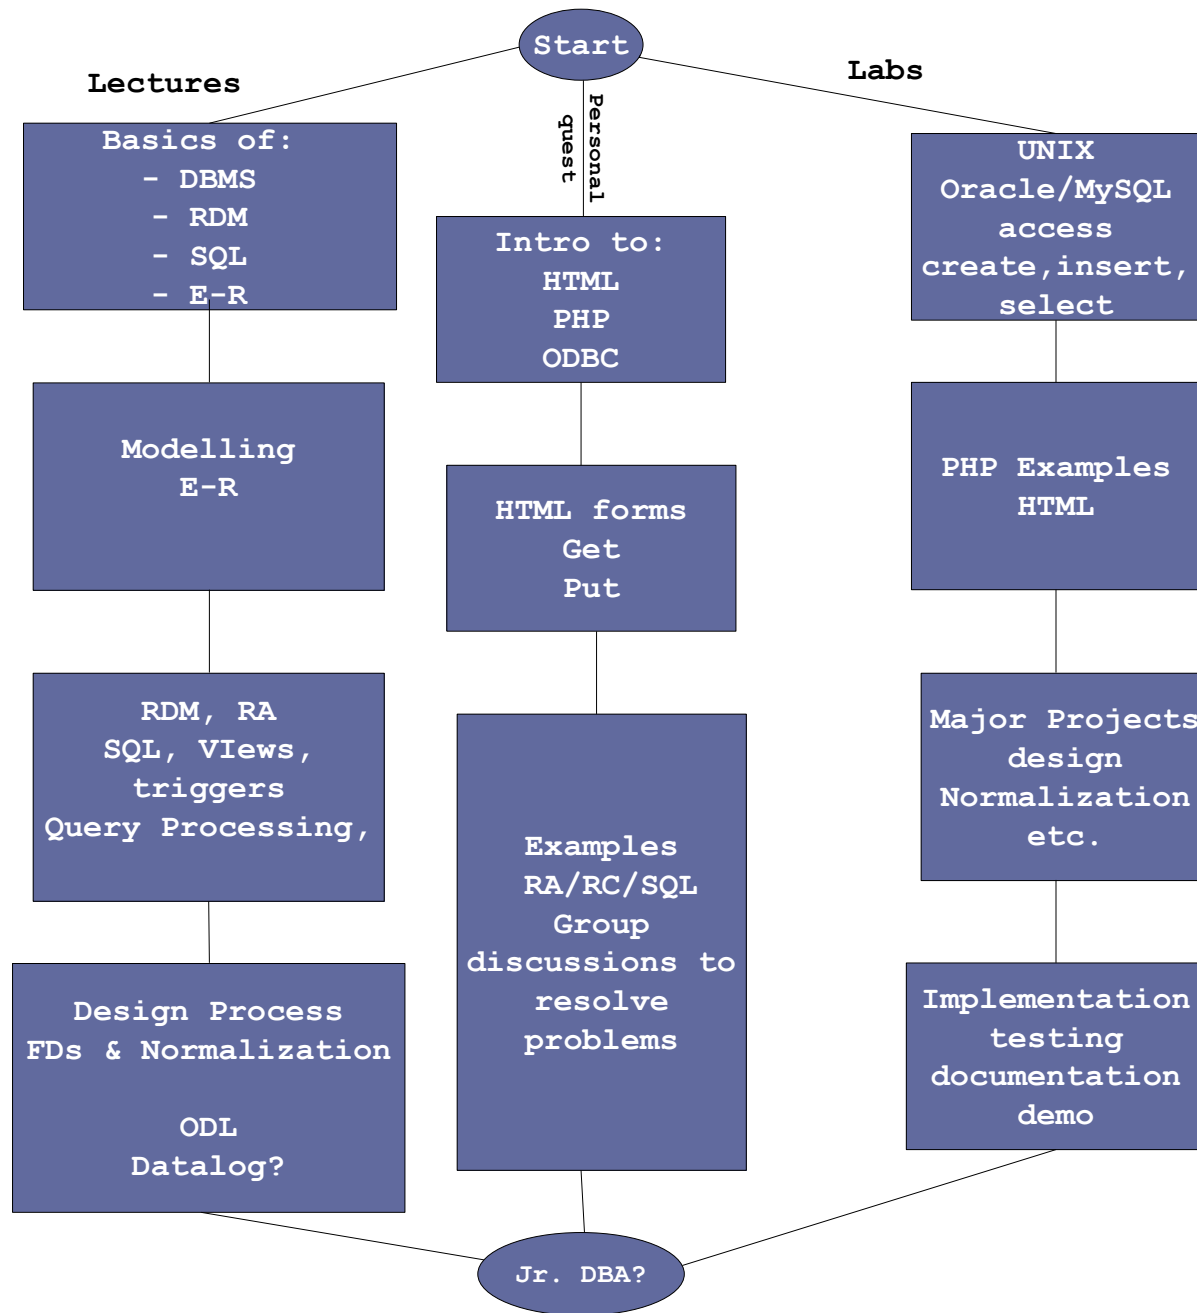 Start
Lectures
Basics of:
- DBMS
- RDM
- SQL
- E-R
Modelling
E-R
RDM, RA
SQL, VIews,
triggers
Query Processing,
Design Process
FDs & Normalization
ODL
Datalog?
Personal
quest
Intro to:
HTML
PHP
ODBC
HTML forms
Get
Put
Examples
RA/RC/SQL
Group
discussions to
resolve
problems
Labs
UNIX
Oracle/MySQL
access
create,insert,
select
PHP Examples
HTML
Major Projects
design
Normalization
etc.
Implementation
testing
documentation
demo
Jr. DBA?